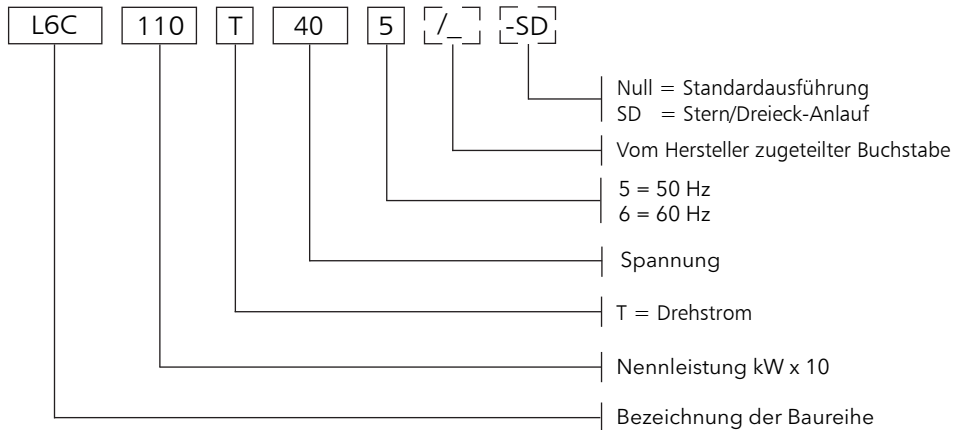 L6C 110 T 40 5 /_ -SD
Null = Standardausführung
SD = Stern/Dreieck-Anlauf
Vom Hersteller zugeteilter Buchstabe
5 = 50 Hz
6 = 60 Hz
Spannung
T = Drehstrom
Nennleistung kW x 10
Bezeichnung der Baureihe